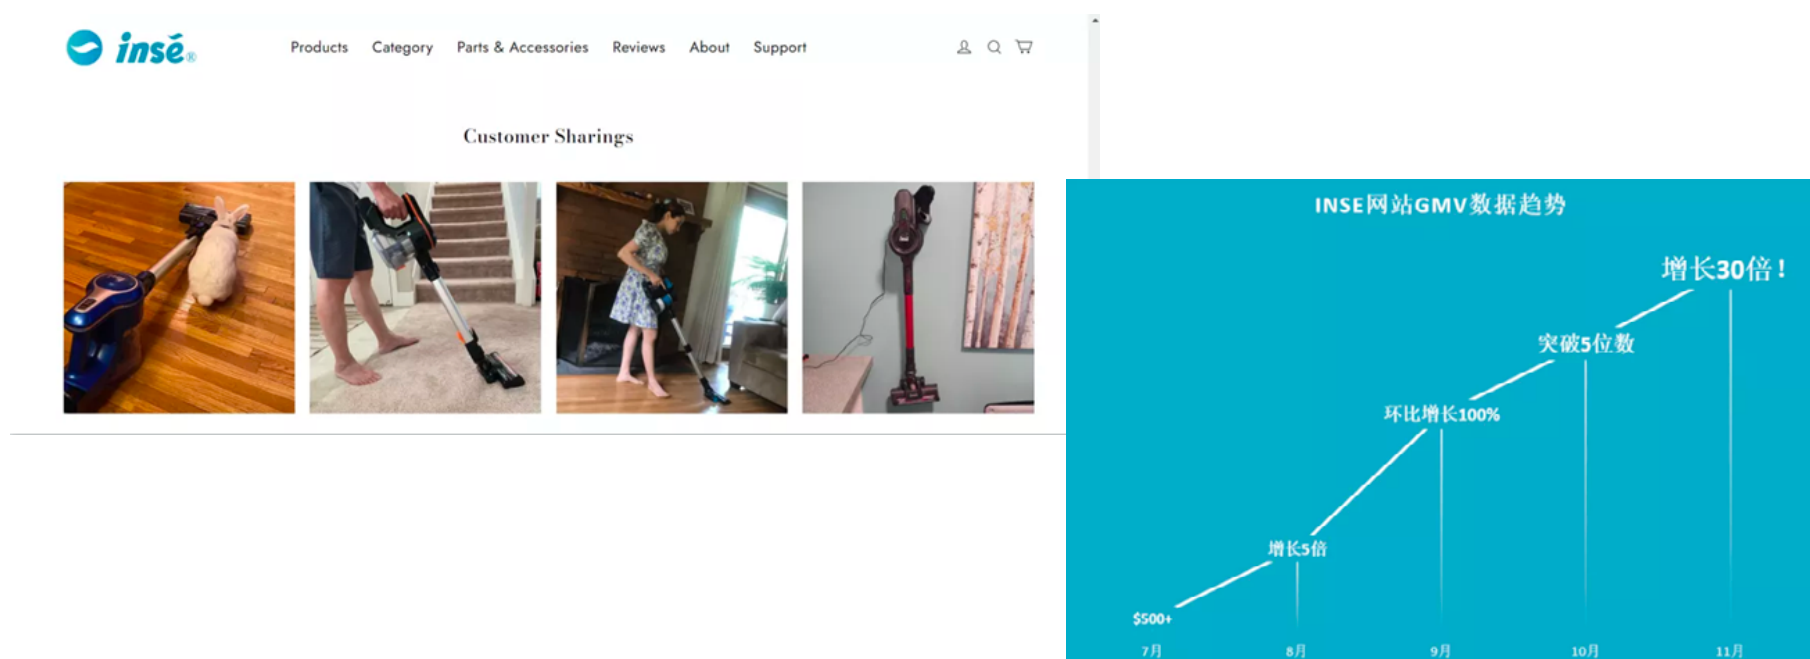 insé®
Products Category Parts & Accessories Reviews About Support
Customer Sharings
INSE网站GMV数据趋势
增长30倍!
突破5位数
环比增长100%
增长5倍
$500+
7月 8月 9月 10月 11月